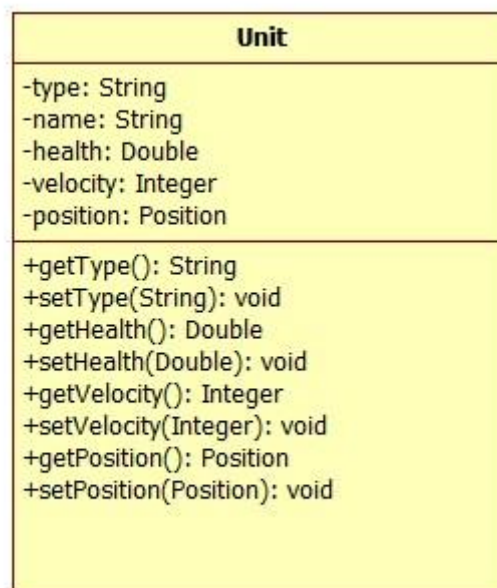 Unit
-type: String
-name: String
-health: Double
-velocity: Integer
-position: Position
+getType(): String
+setType(String): void
+getHealth(): Double
+setHealth(Double): void
+getVelocity(): Integer
+setVelocity(Integer): void
+getPosition(): Position
+setPosition(Position): void